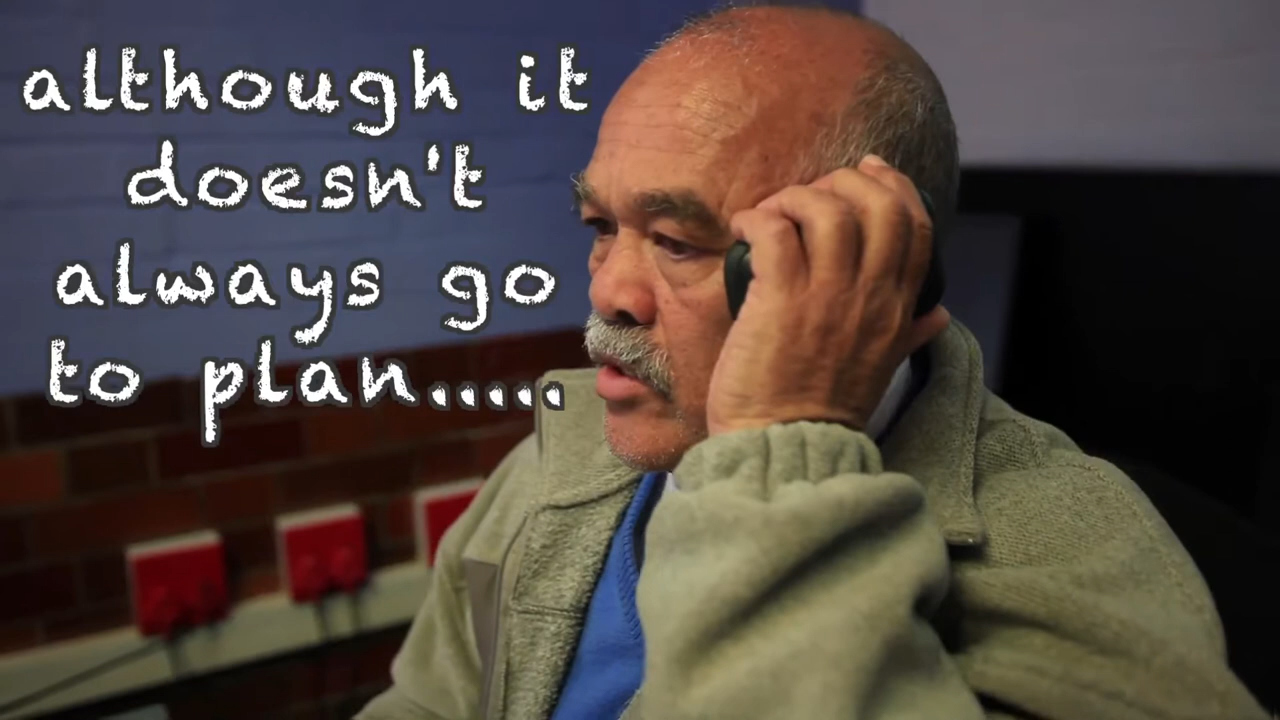 although it
doesn't
always go
to plan.....